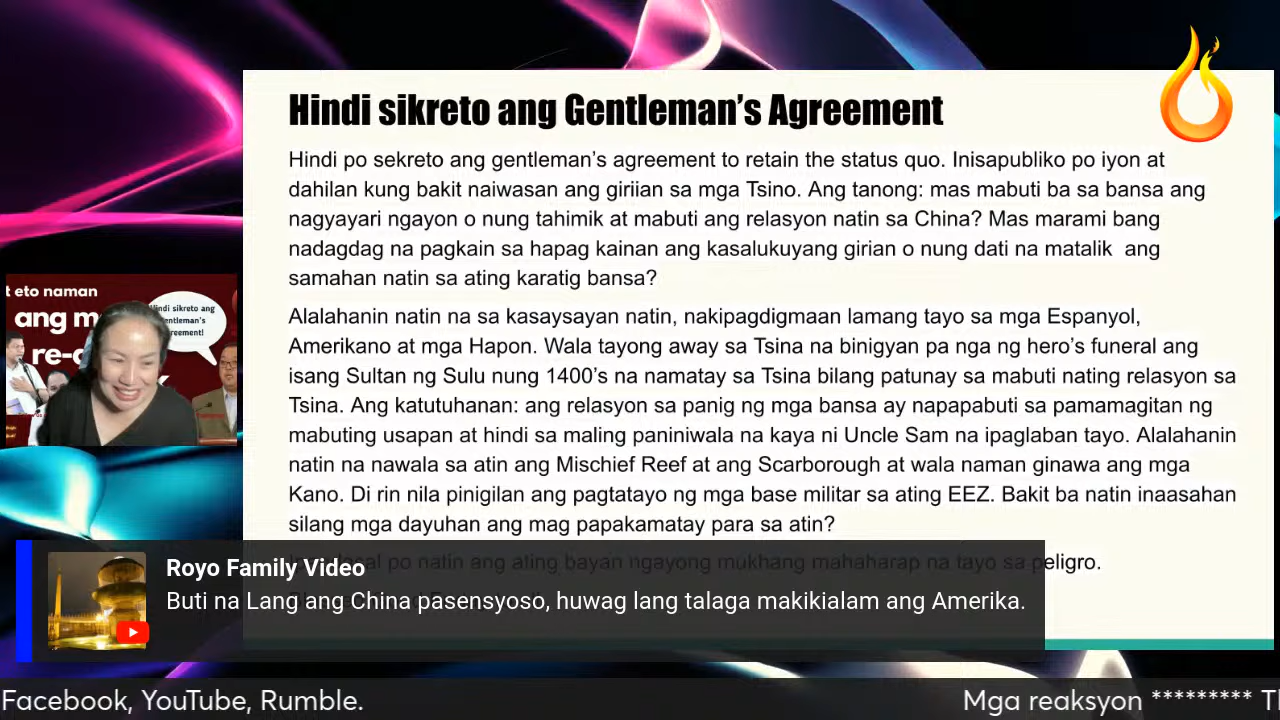 Hindi sikreto ang Gentleman's Agreement
Hindi po sekreto ang gentleman's agreement to retain the status quo. Inisapubliko po iyon at
dahilan kung bakit naiwasan ang giriian sa mga Tsino. Ang tanong: mas mabuti ba sa bansa ang
nagyayari ngayon o nung tahimik at mabuti ang relasyon natin sa China? Mas marami bang
nadagdag na pagkain sa hapag kainan ang kasalukuyang girian o nung dati na matalik ang
samahan natin sa ating karatig bansa?
Alalahanin natin na sa kasaysayan natin, nakipagdigmaan lamang tayo sa mga Espanyol,
Amerikano at mga Hapon. Wala tayong away sa Tsina na binigyan pa nga ng hero's funeral ang
isang Sultan ng Sulu nung 1400's na namatay sa Tsina bilang patunay sa mabuti nating relasyon sa
Tsina. Ang katutuhanan: ang relasyon sa panig ng mga bansa ay napapabuti sa pamamagitan ng
mabuting usapan at hindi sa maling paniniwala na kaya ni Uncle Sam na ipaglaban tayo. Alalahanin
natin na nawala sa atin ang Mischief Reef at ang Scarborough at wala naman ginawa ang mga
Kano. Di rin nila pinigilan ang pagtatayo ng mga base militar sa ating EEZ. Bakit ba natin inaasahan
silang mga dayuhan ang mag papakamatay para sa atin?
po natin ang ating bayan ngayong mukhang mahaharap na tayo sa peligro.
t eto naman
ang m
re-
Hindi sikreto ang
Gentleman's
Agreement!
Royo Family Video
Buti na Lang ang China pasensyoso, huwag lang talaga makikialam ang Amerika.
Facebook, YouTube, Rumble.
Mga reaksyon ********* T